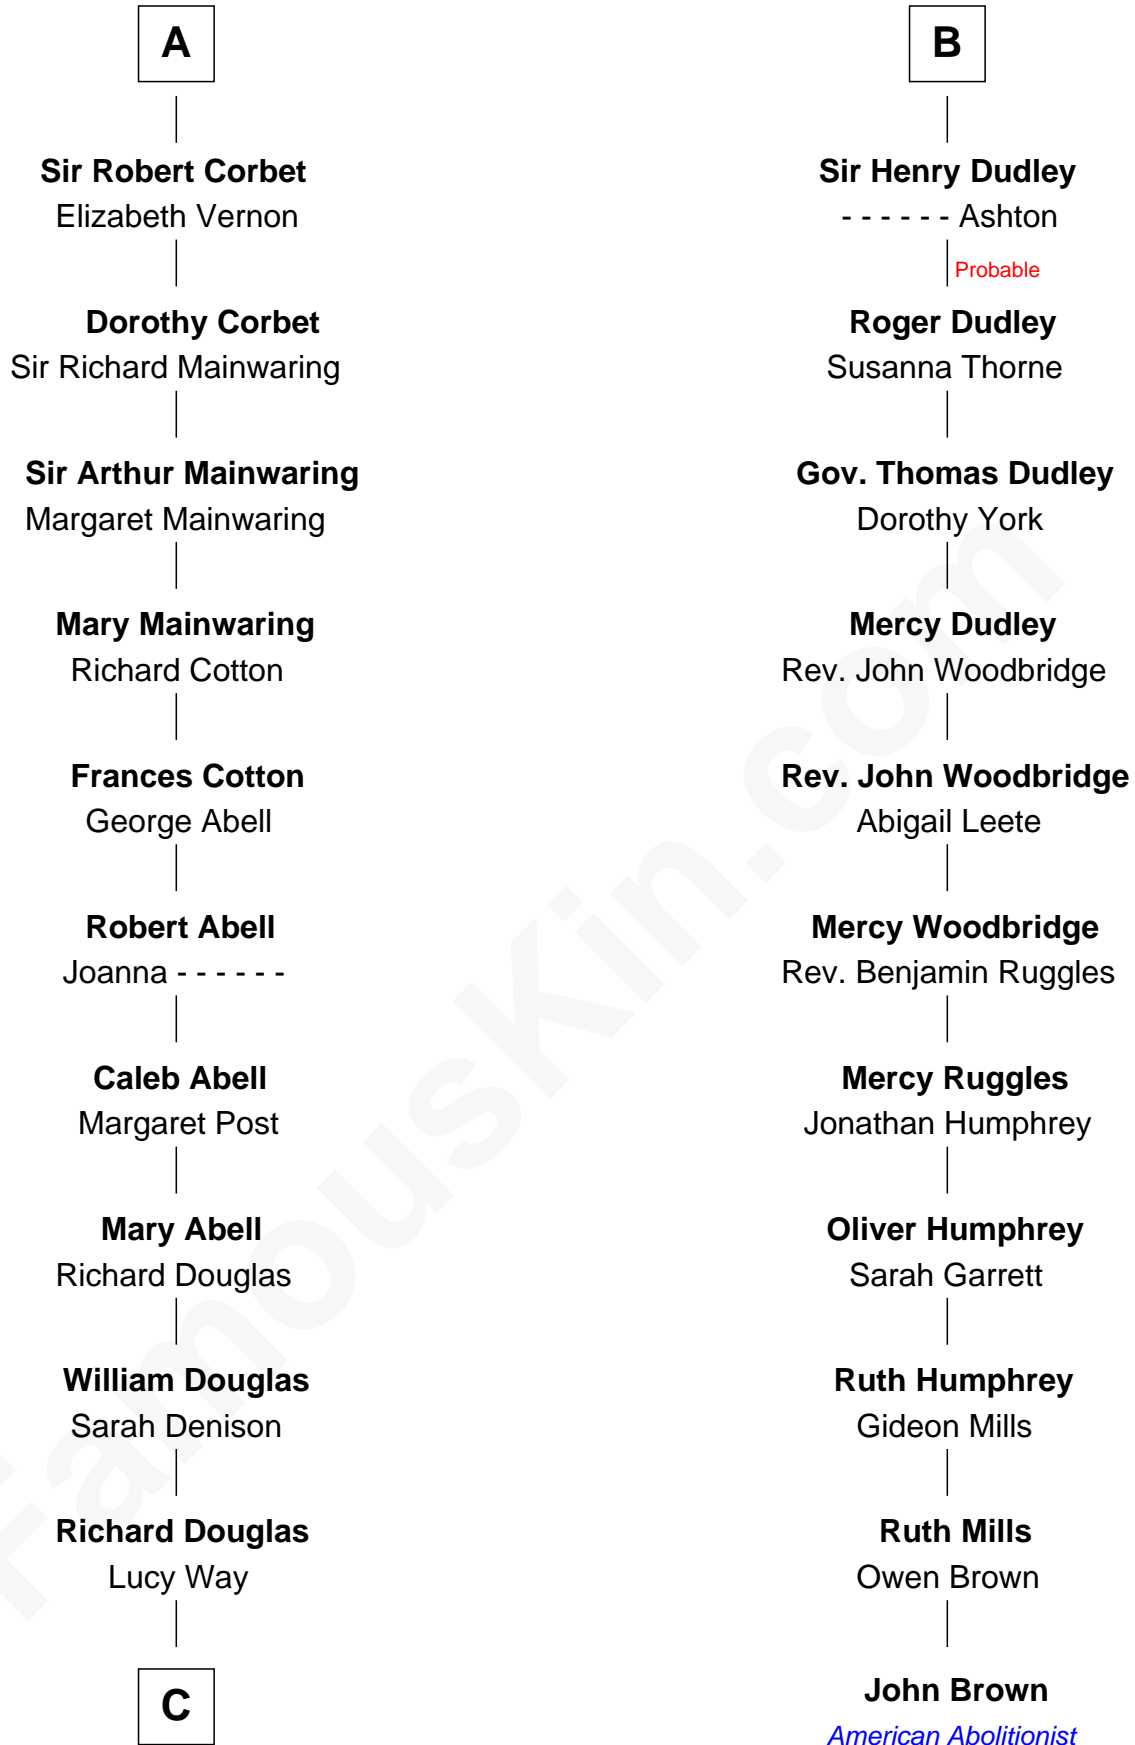 A
Sir Robert Corbet
Elizabeth Vernon
Dorothy Corbet
Sir Richard Mainwaring
Sir Arthur Mainwaring
Margaret Mainwaring
Mary Mainwaring
Richard Cotton
Frances Cotton
George Abell
Robert Abell
Joanna - - - - - -
Caleb Abell
Margaret Post
Mary Abell
Richard Douglas
William Douglas
Sarah Denison
Richard Douglas
Lucy Way
C
B
Sir Henry Dudley
- - - - - - Ashton
Probable
Roger Dudley
Susanna Thorne
Gov. Thomas Dudley
Dorothy York
Mercy Dudley
Rev. John Woodbridge
Rev. John Woodbridge
Abigail Leete
Mercy Woodbridge
Rev. Benjamin Ruggles
Mercy Ruggles
Jonathan Humphrey
Oliver Humphrey
Sarah Garrett
Ruth Humphrey
Gideon Mills
Ruth Mills
Owen Brown
John Brown
American Abolitionist
FamousKin.com